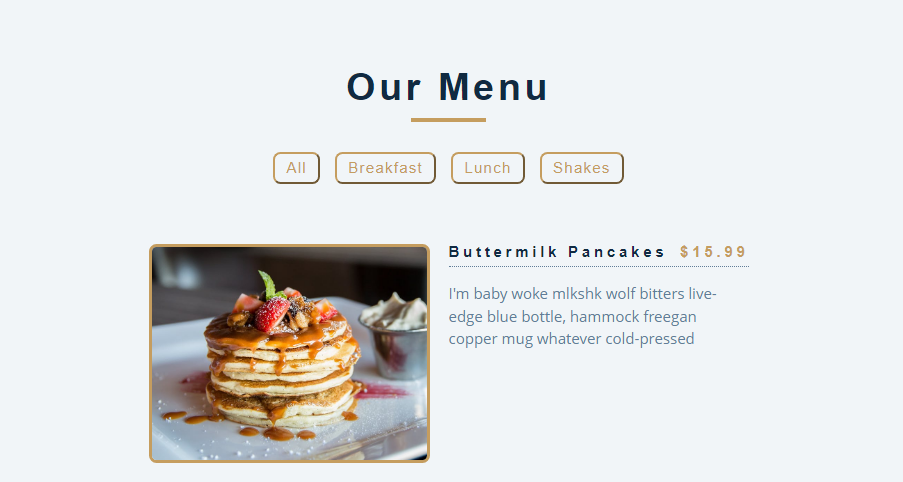 Our Menu
All Breakfast Lunch Shakes
Buttermilk Pancakes $15.99
I'm baby woke mlkshk wolf bitters live-
edge blue bottle, hammock freegan
copper mug whatever cold-pressed